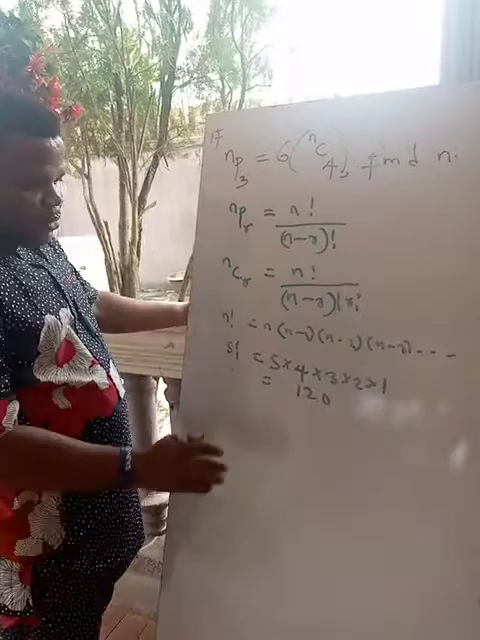 If
ⁿP₃ = 6(ⁿC₄), find n.
ⁿPᵣ = n!/(n-r)!
ⁿCᵣ = n!/(n-r)!r!
n! = n(n-1)(n-2)(n-3)----
5! = 5×4×3×2×1
= 120